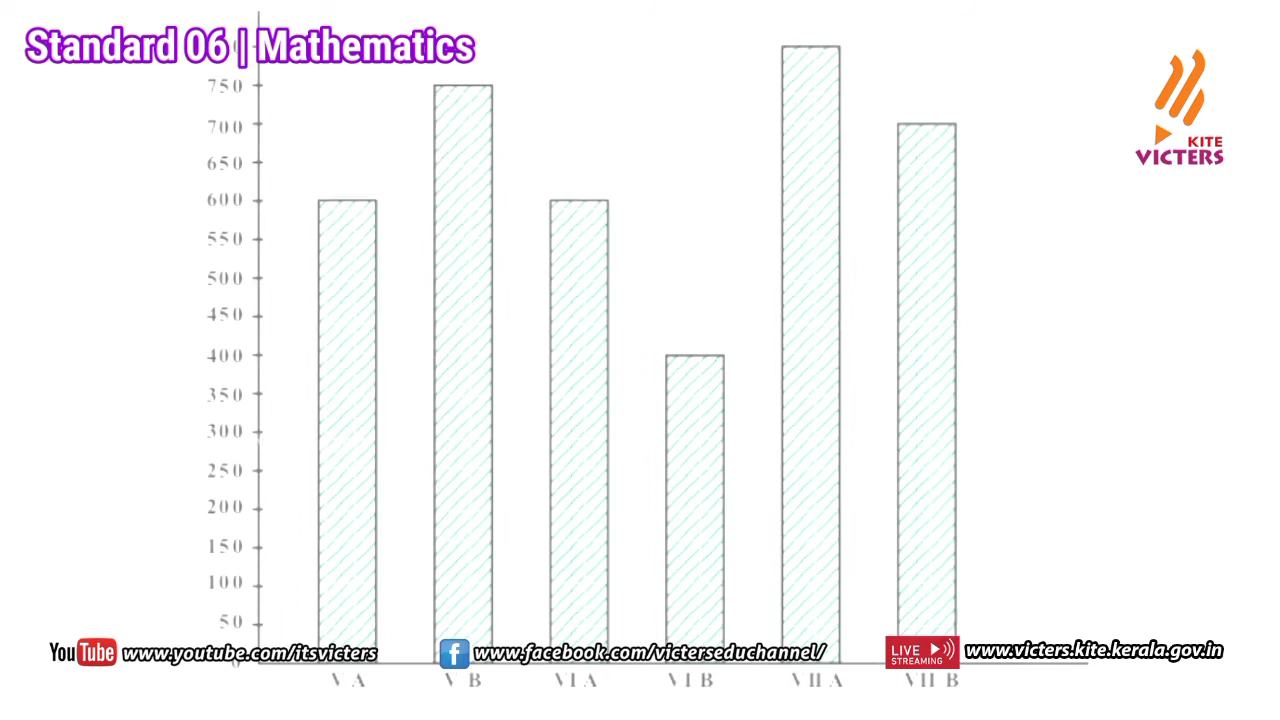 Standard 06 | Mathematics
750
700
650
600
550
500
450
400
350
300
250
200
150
100
50
V A
V B
VI A
VI B
VII A
VII B
KITE
VICTERS
You Tube www.youtube.com/itsvicters
f www.facebook.com/victerseduchannel/
LIVE
STREAMING
www.victers.kite.kerala.gov.in